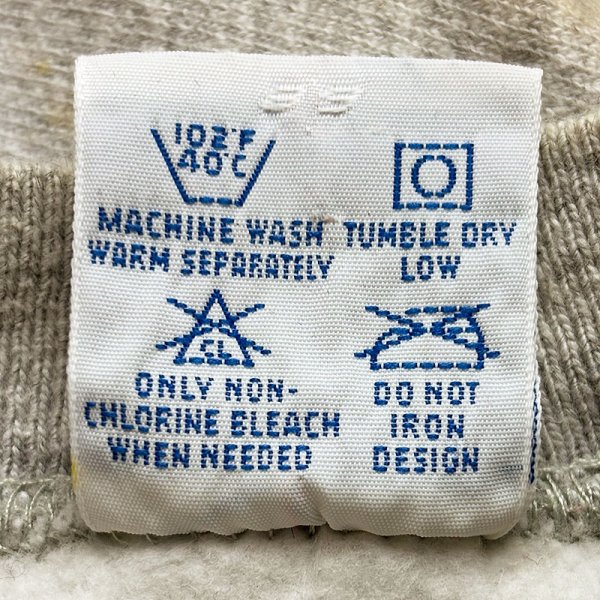 102°F
40°C
MACHINE WASH
WARM SEPARATELY
TUMBLE DRY
LOW
CL
ONLY NON-
CHLORINE BLEACH
WHEN NEEDED
DO NOT
IRON
DESIGN